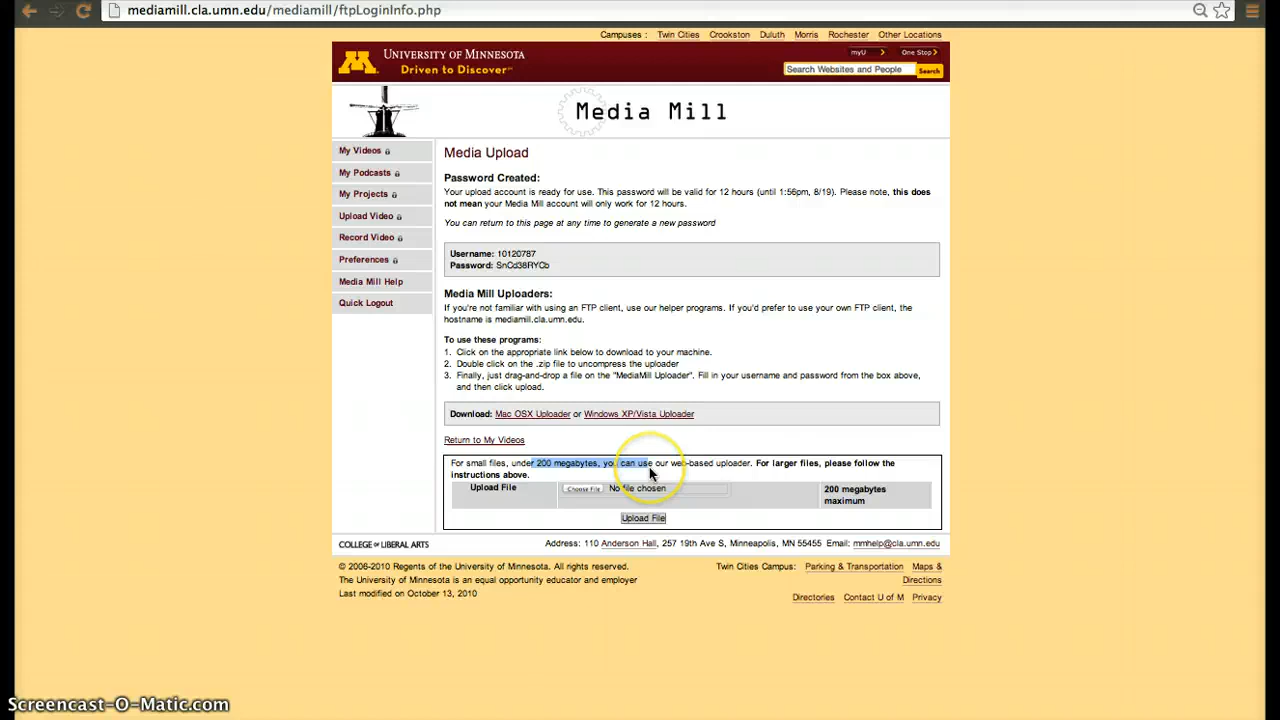 mediamill.cla.umn.edu/mediamill/ftpLoginInfo.php
Campuses : Twin Cities Crookston Duluth Morris Rochester Other Locations
UNIVERSITY OF MINNESOTA
Driven to Discover
myU One Stop
Search Websites and People Search
Media Mill
My Videos
My Podcasts
My Projects
Upload Video
Record Video
Preferences
Media Mill Help
Quick Logout
Media Upload
Password Created:
Your upload account is ready for use. This password will be valid for 12 hours (until 1:56pm, 8/19). Please note, this does
not mean your Media Mill account will only work for 12 hours.
You can return to this page at any time to generate a new password
Username: 10120787
Password: SnCd38RYCb
Media Mill Uploaders:
If you're not familiar with using an FTP client, use our helper programs. If you'd prefer to use your own FTP client, the
hostname is mediamill.cla.umn.edu.
To use these programs:
1. Click on the appropriate link below to download to your machine.
2. Double click on the .zip file to uncompress the uploader
3. Finally, just drag-and-drop a file on the "MediaMill Uploader". Fill in your username and password from the box above,
and then click upload.
Download: Mac OSX Uploader or Windows XP/Vista Uploader
Return to My Videos
For small files, under 200 megabytes, you can use our web-based uploader. For larger files, please follow the
instructions above.
Upload File Choose File No file chosen 200 megabytes
maximum
Upload File
COLLEGE OF LIBERAL ARTS Address: 110 Anderson Hall, 257 19th Ave S, Minneapolis, MN 55455 Email: mmhelp@cla.umn.edu
© 2006-2010 Regents of the University of Minnesota. All rights reserved.
The University of Minnesota is an equal opportunity educator and employer
Last modified on October 13, 2010
Twin Cities Campus: Parking & Transportation Maps &
Directions
Directories Contact U of M Privacy
Screencast-O-Matic.com